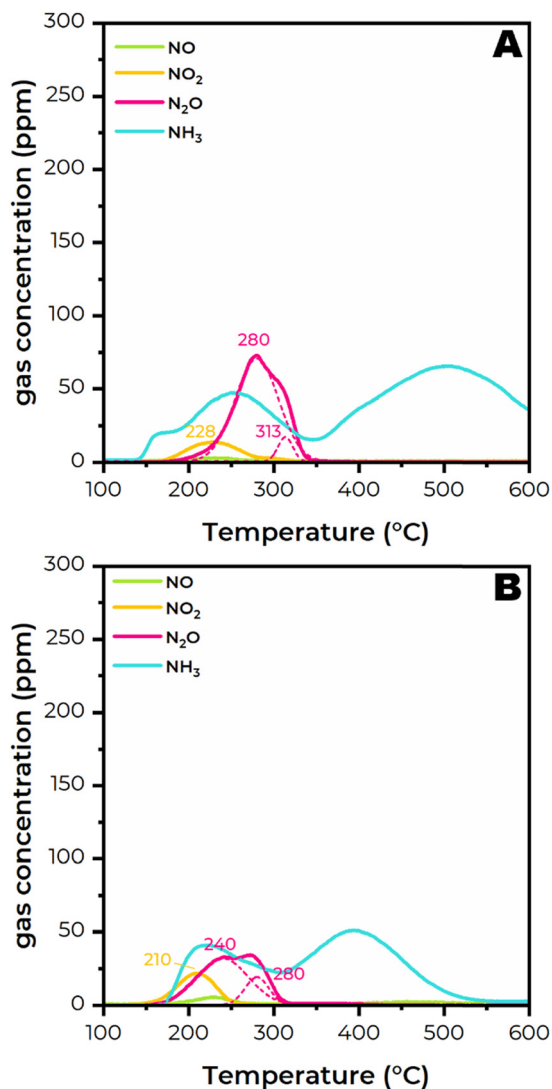 A
NO
NO₂
N₂O
NH₃
gas concentration (ppm)
300
250
200
150
100
50
0
280
228
313
100 200 300 400 500 600
Temperature (°C)
B
NO
NO₂
N₂O
NH₃
gas concentration (ppm)
300
250
200
150
100
50
0
240
210
280
100 200 300 400 500 600
Temperature (°C)